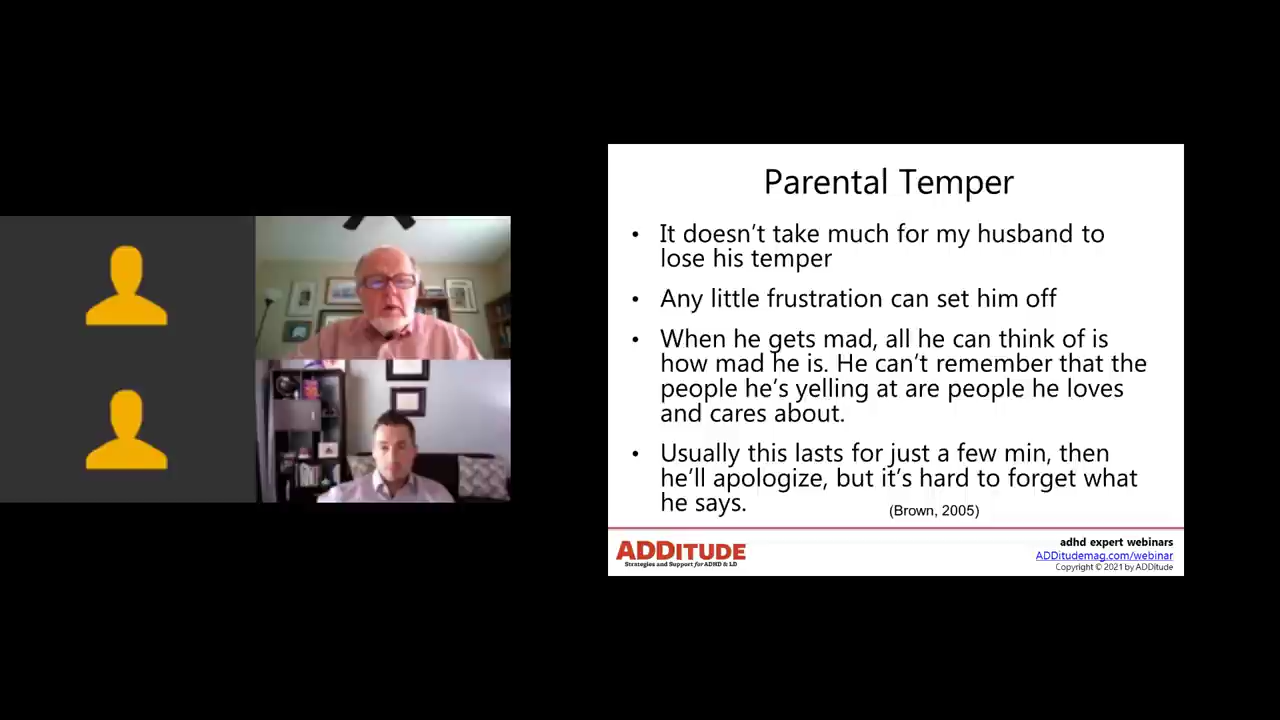 Parental Temper
• It doesn’t take much for my husband to
lose his temper
• Any little frustration can set him off
• When he gets mad, all he can think of is
how mad he is. He can’t remember that the
people he’s yelling at are people he loves
and cares about.
• Usually this lasts for just a few min, then
he’ll apologize, but it’s hard to forget what
he says.
(Brown, 2005)
ADDITUDE
Strategies and Support for ADHD & LD
adhd expert webinars
ADDitudemag.com/webinar
Copyright © 2021 by ADDitude